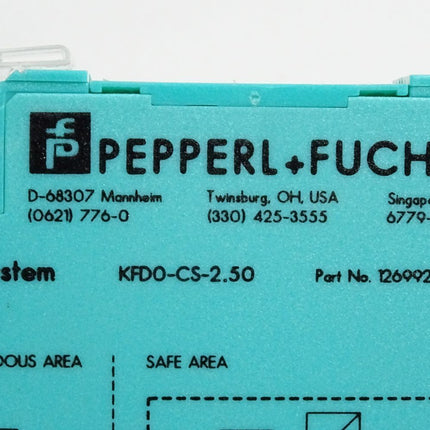 PEPPERL+FUCH
D-68307 Mannheim Twinsburg, OH, USA Singapo
(0621) 776-0 (330) 425-3555 6779-
stem KFD0-CS-2.50 Part No. 126992
DOUS AREA SAFE AREA